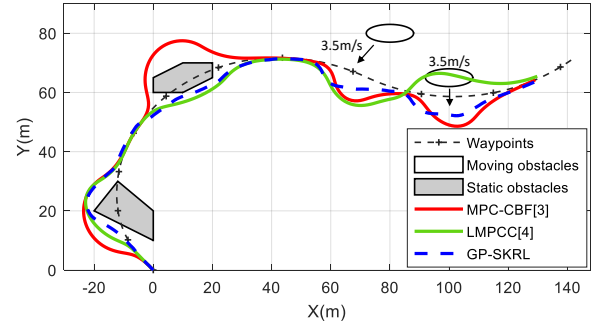 80
60
40
20
0
Y(m)
3.5m/s
3.5m/s
Waypoints
Moving obstacles
Static obstacles
MPC-CBF[3]
LMPCC[4]
GP-SKRL
-20 0 20 40 60 80 100 120 140
X(m)